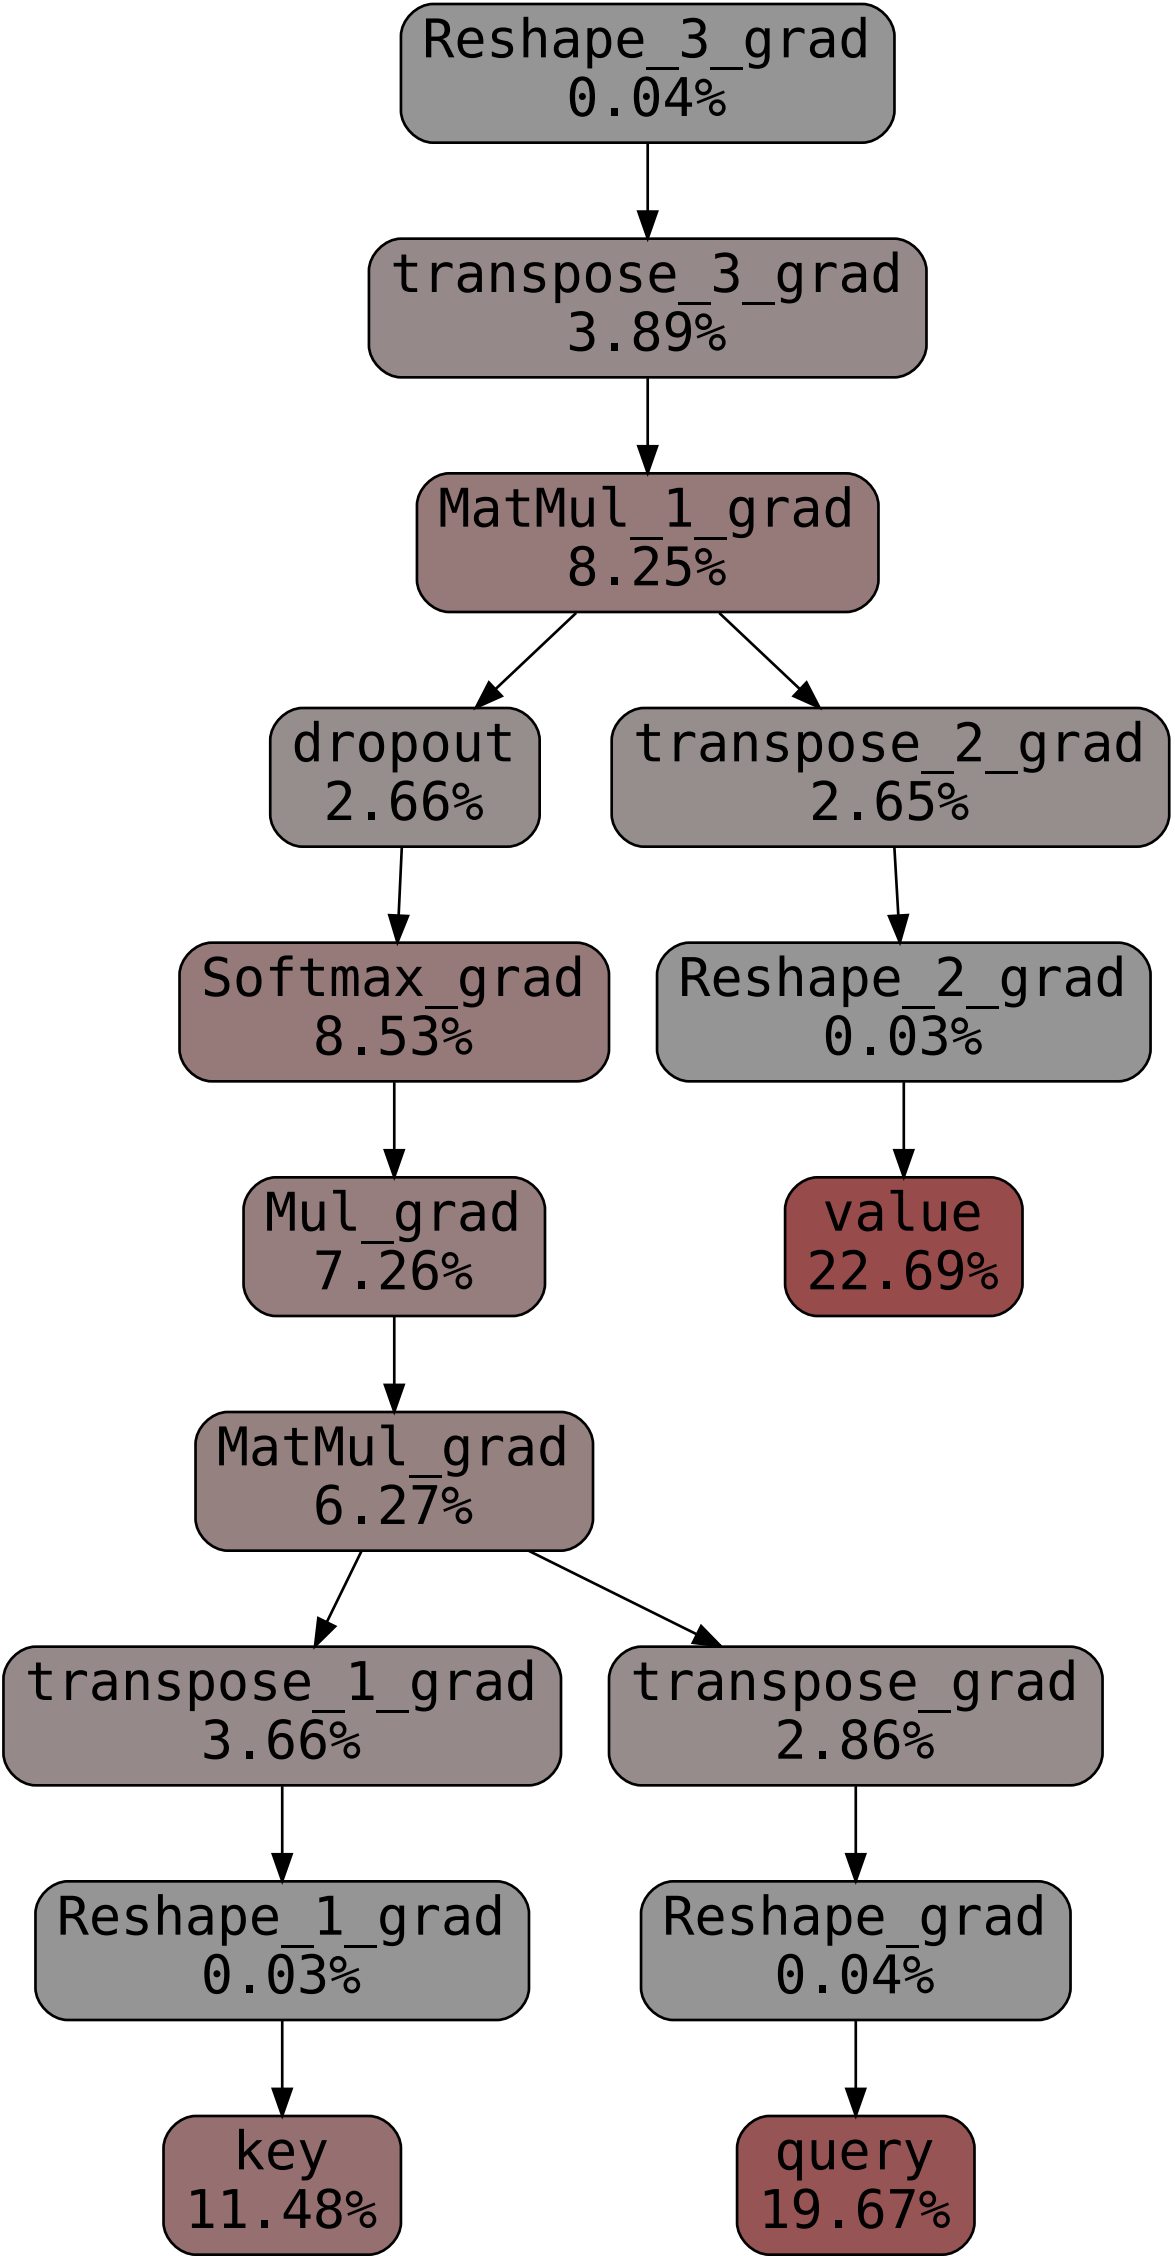 Reshape_3_grad
0.04%
transpose_3_grad
3.89%
MatMul_1_grad
8.25%
dropout
2.66%
transpose_2_grad
2.65%
Softmax_grad
8.53%
Reshape_2_grad
0.03%
Mul_grad
7.26%
value
22.69%
MatMul_grad
6.27%
transpose_1_grad
3.66%
transpose_grad
2.86%
Reshape_1_grad
0.03%
Reshape_grad
0.04%
key
11.48%
query
19.67%